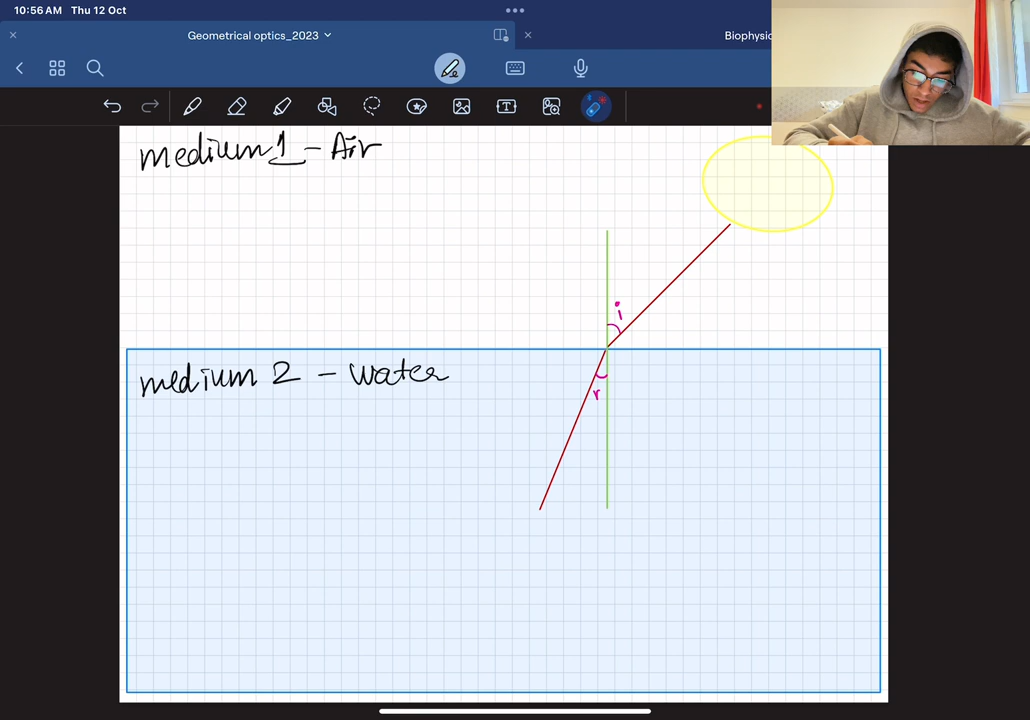 10:56 AM Thu 12 Oct
Geometrical optics_2023
Biophysic
medium 1 - Air
i
medium 2 - water
r